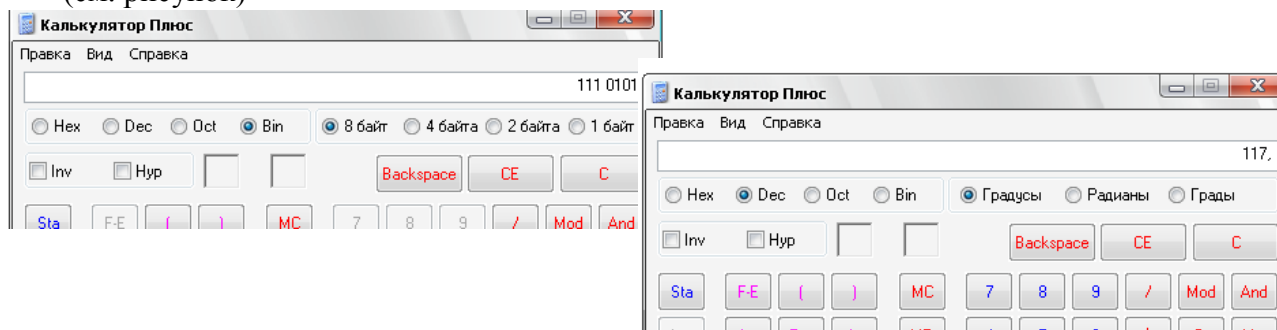 (см. рисунок)
Калькулятор Плюс
Правка Вид Справка
111 0101
Hex Dec Oct Bin 8 байт 4 байта 2 байта 1 байт
Inv Hyp Backspace CE C
Sta F-E ( ) MC 7 8 9 / Mod And
Калькулятор Плюс
Правка Вид Справка
117,
Hex Dec Oct Bin Градусы Радианы Грады
Inv Hyp Backspace CE C
Sta F-E ( ) MC 7 8 9 / Mod And